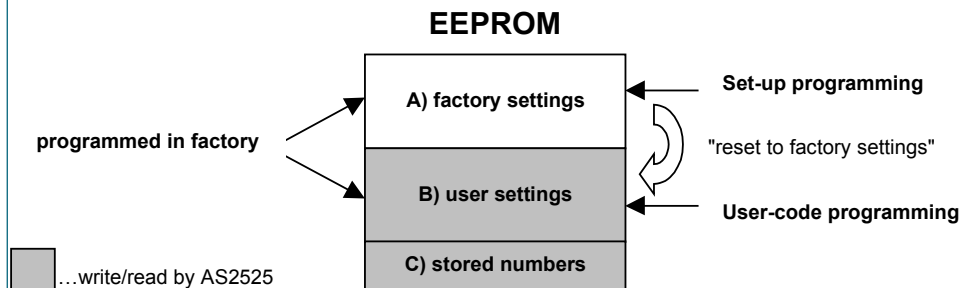 EEPROM
A) factory settings
Set-up programming
programmed in factory
"reset to factory settings"
B) user settings
User-code programming
C) stored numbers
…write/read by AS2525